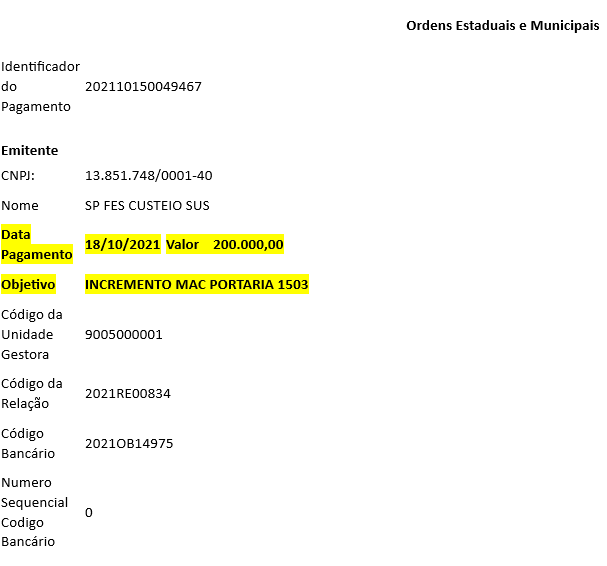 Ordens Estaduais e Municipais
Identificador
do
Pagamento
202110150049467
Emitente
CNPJ: 13.851.748/0001-40
Nome SP FES CUSTEIO SUS
Data
Pagamento
18/10/2021 Valor 200.000,00
Objetivo INCREMENTO MAC PORTARIA 1503
Código da
Unidade
Gestora
9005000001
Código da
Relação
2021RE00834
Código
Bancário
2021OB14975
Numero
Sequencial
Codigo
Bancário
0